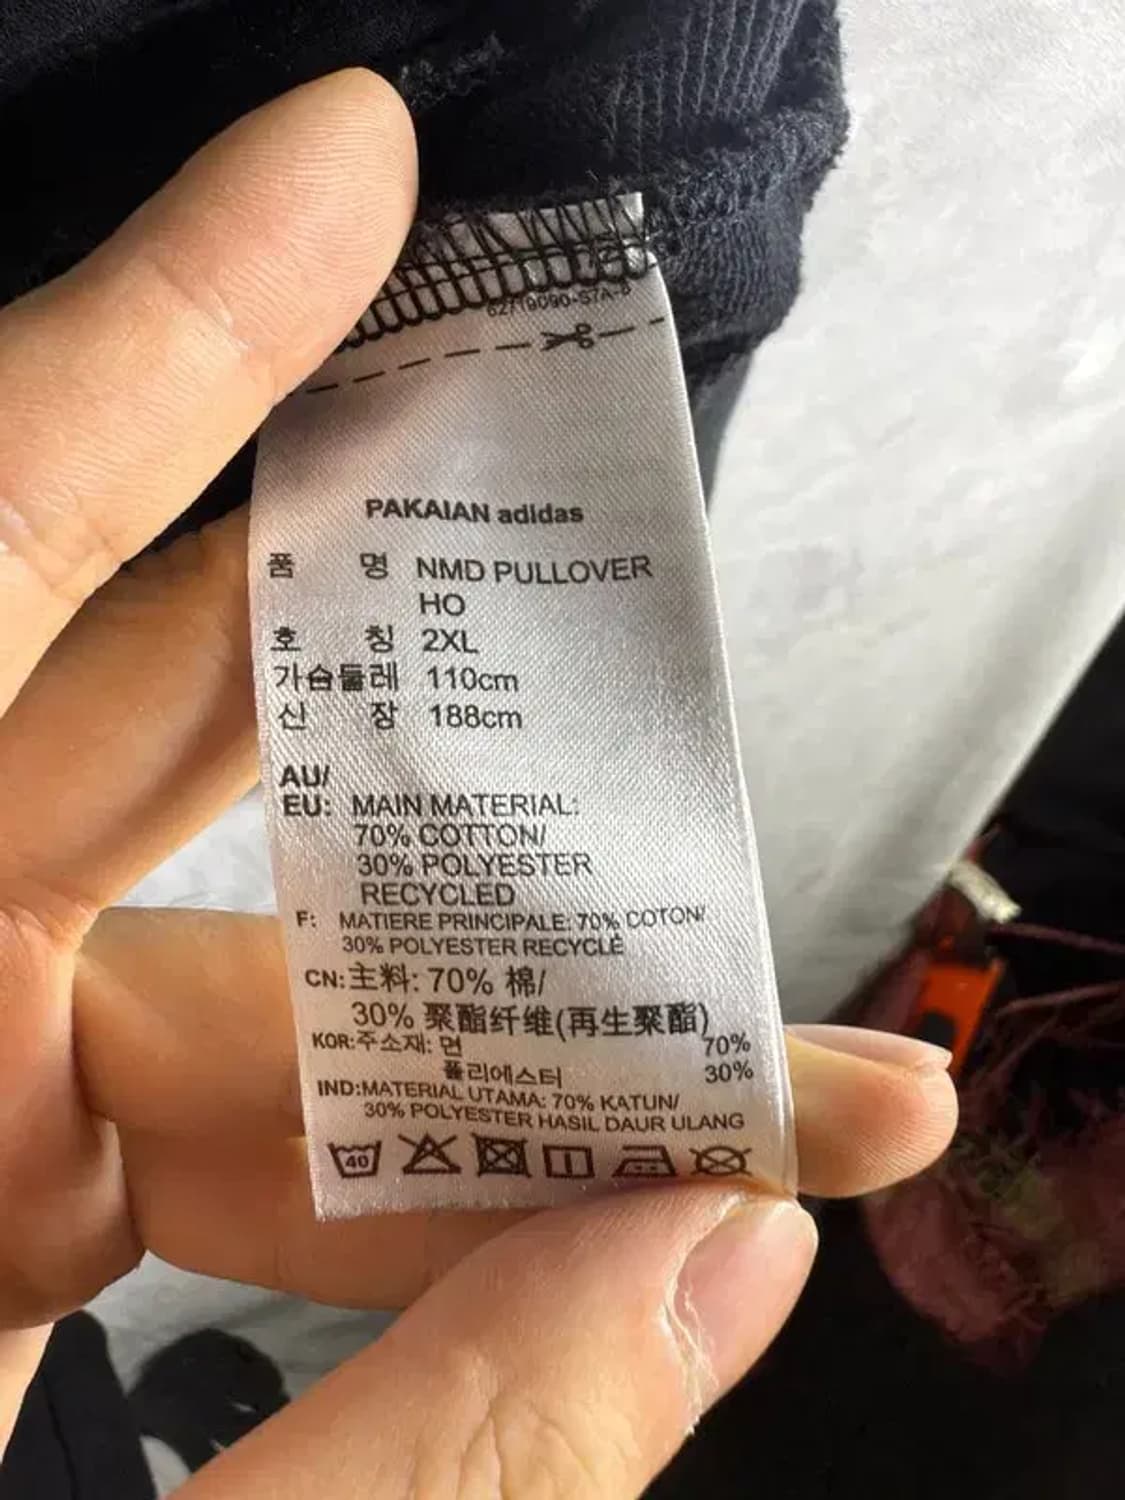 PAKAIAN adidas
품 명 NMD PULLOVER
HO
호 칭 2XL
가슴둘레 110cm
신 장 188cm
AU/
EU: MAIN MATERIAL:
70% COTTON/
30% POLYESTER
RECYCLED
F: MATIERE PRINCIPALE: 70% COTON/
30% POLYESTER RECYCLÉ
CN:主料: 70% 棉/
30% 聚酯纤维(再生聚酯)
KOR:주소재: 면 70%
폴리에스터 30%
IND:MATERIAL UTAMA: 70% KATUN/
30% POLYESTER HASIL DAUR ULANG
40